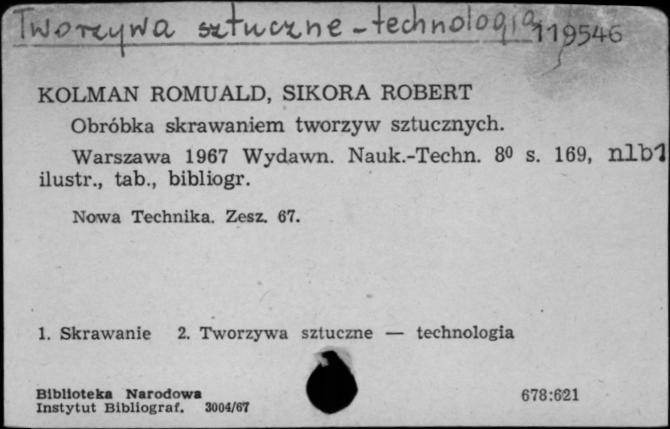 Tworzywa sztuczne - technologia
119546
KOLMAN ROMUALD, SIKORA ROBERT
Obróbka skrawaniem tworzyw sztucznych.
Warszawa 1967 Wydawn. Nauk.-Techn. 8⁰ s. 169, nlb1
ilustr., tab., bibliogr.
Nowa Technika. Zesz. 67.
1. Skrawanie 2. Tworzywa sztuczne — technologia
Biblioteka Narodowa
Instytut Bibliograf. 3004/67
678:621